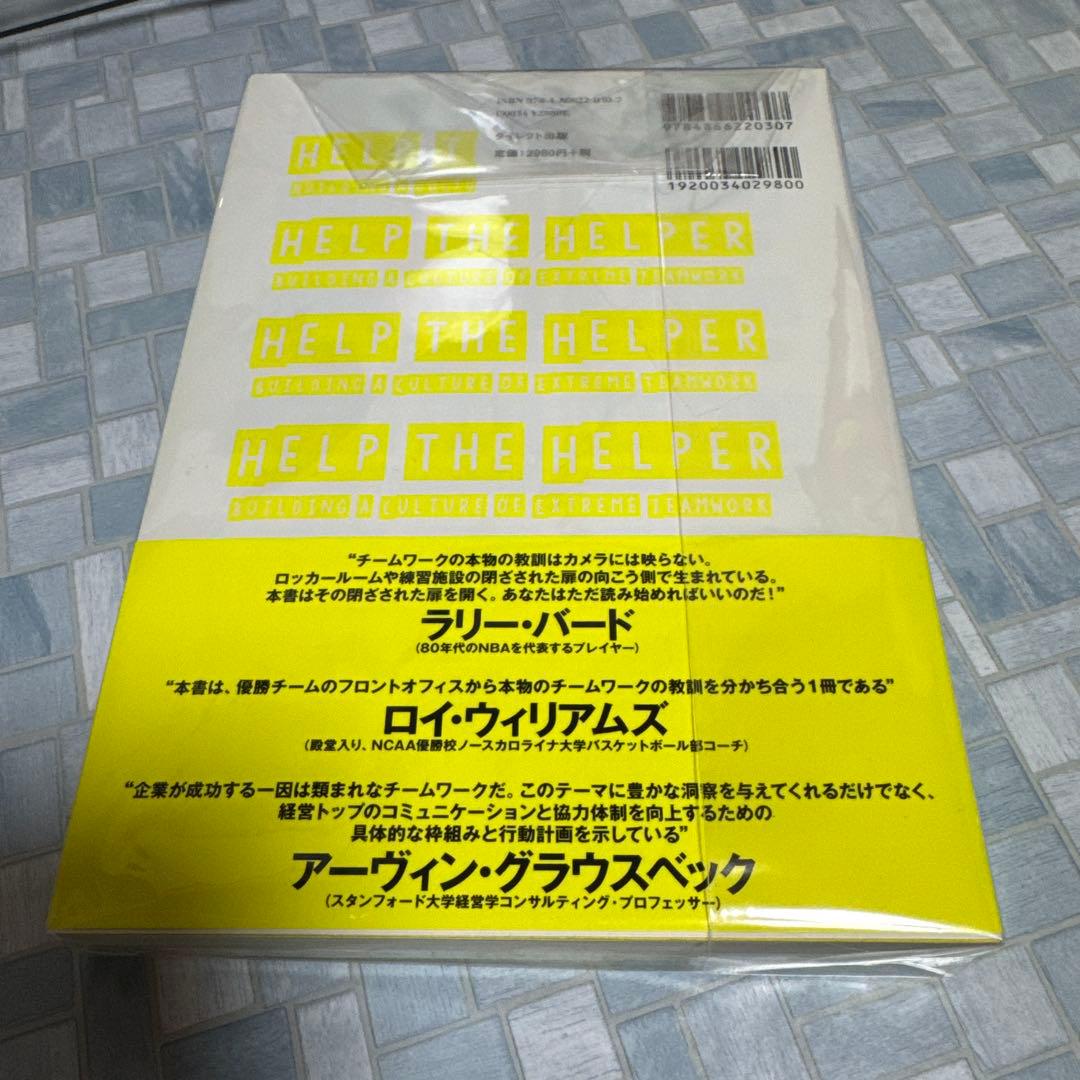 9784866220307
ダイレクト出版
定価：2980円＋税
1920034029800
HELP THE HELPER
BUILDING A CULTURE OF EXTREME TEAMWORK
HELP THE HELPER
BUILDING A CULTURE OF EXTREME TEAMWORK
HELP THE HELPER
BUILDING A CULTURE OF EXTREME TEAMWORK
“チームワークの本物の教訓はカメラには映らない。
ロッカールームや練習施設の閉ざされた扉の向こう側で生まれている。
本書はその閉ざされた扉を開く。あなたはただ読み始めればいいのだ！”
ラリー・バード
（80年代のNBAを代表するプレイヤー）
“本書は、優勝チームのフロントオフィスから本物のチームワークの教訓を分かち合う1冊である”
ロイ・ウィリアムズ
（殿堂入り、NCAA優勝校ノースカロライナ大学バスケットボール部コーチ）
“企業が成功する一因は類まれなチームワークだ。このテーマに豊かな洞察を与えてくれるだけでなく、
経営トップのコミュニケーションと協力体制を向上するための
具体的な枠組みと行動計画を示している”
アーヴィン・グラウスベック
（スタンフォード大学経営学コンサルティング・プロフェッサー）